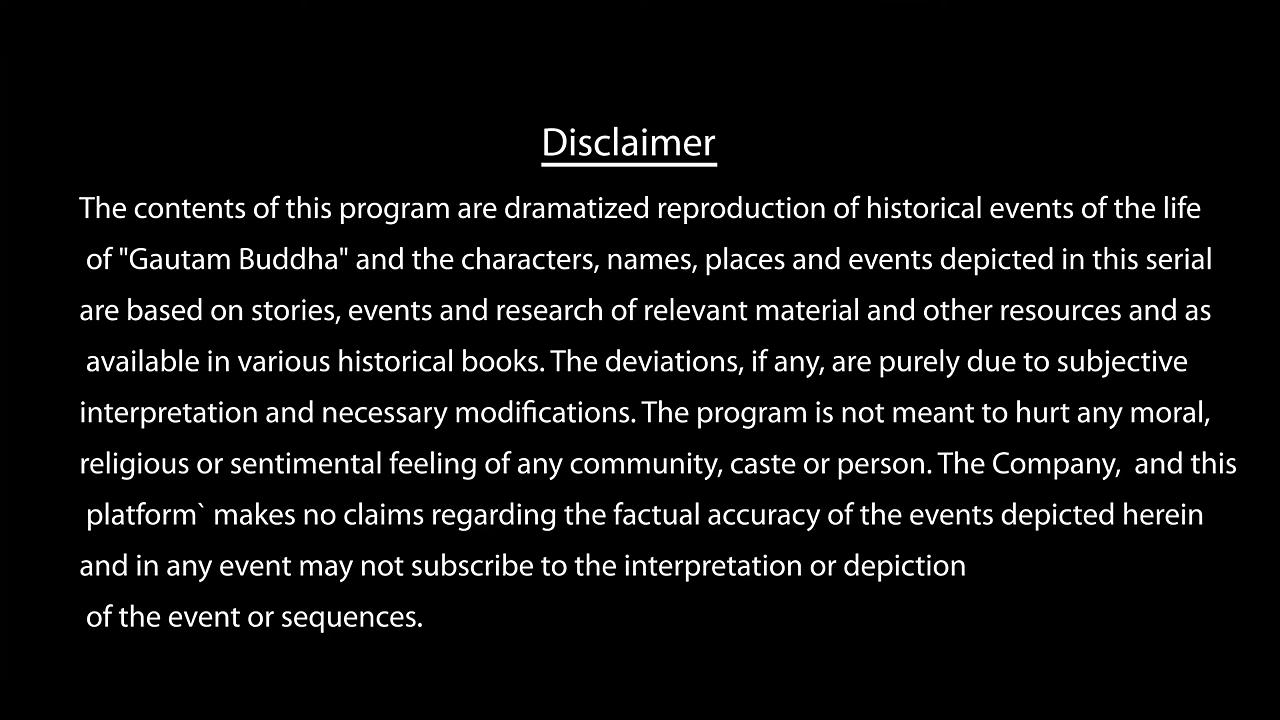 Disclaimer
The contents of this program are dramatized reproduction of historical events of the life
of "Gautam Buddha" and the characters, names, places and events depicted in this serial
are based on stories, events and research of relevant material and other resources and as
available in various historical books. The deviations, if any, are purely due to subjective
interpretation and necessary modifications. The program is not meant to hurt any moral,
religious or sentimental feeling of any community, caste or person. The Company,  and this
platform` makes no claims regarding the factual accuracy of the events depicted herein
and in any event may not subscribe to the interpretation or depiction
of the event or sequences.